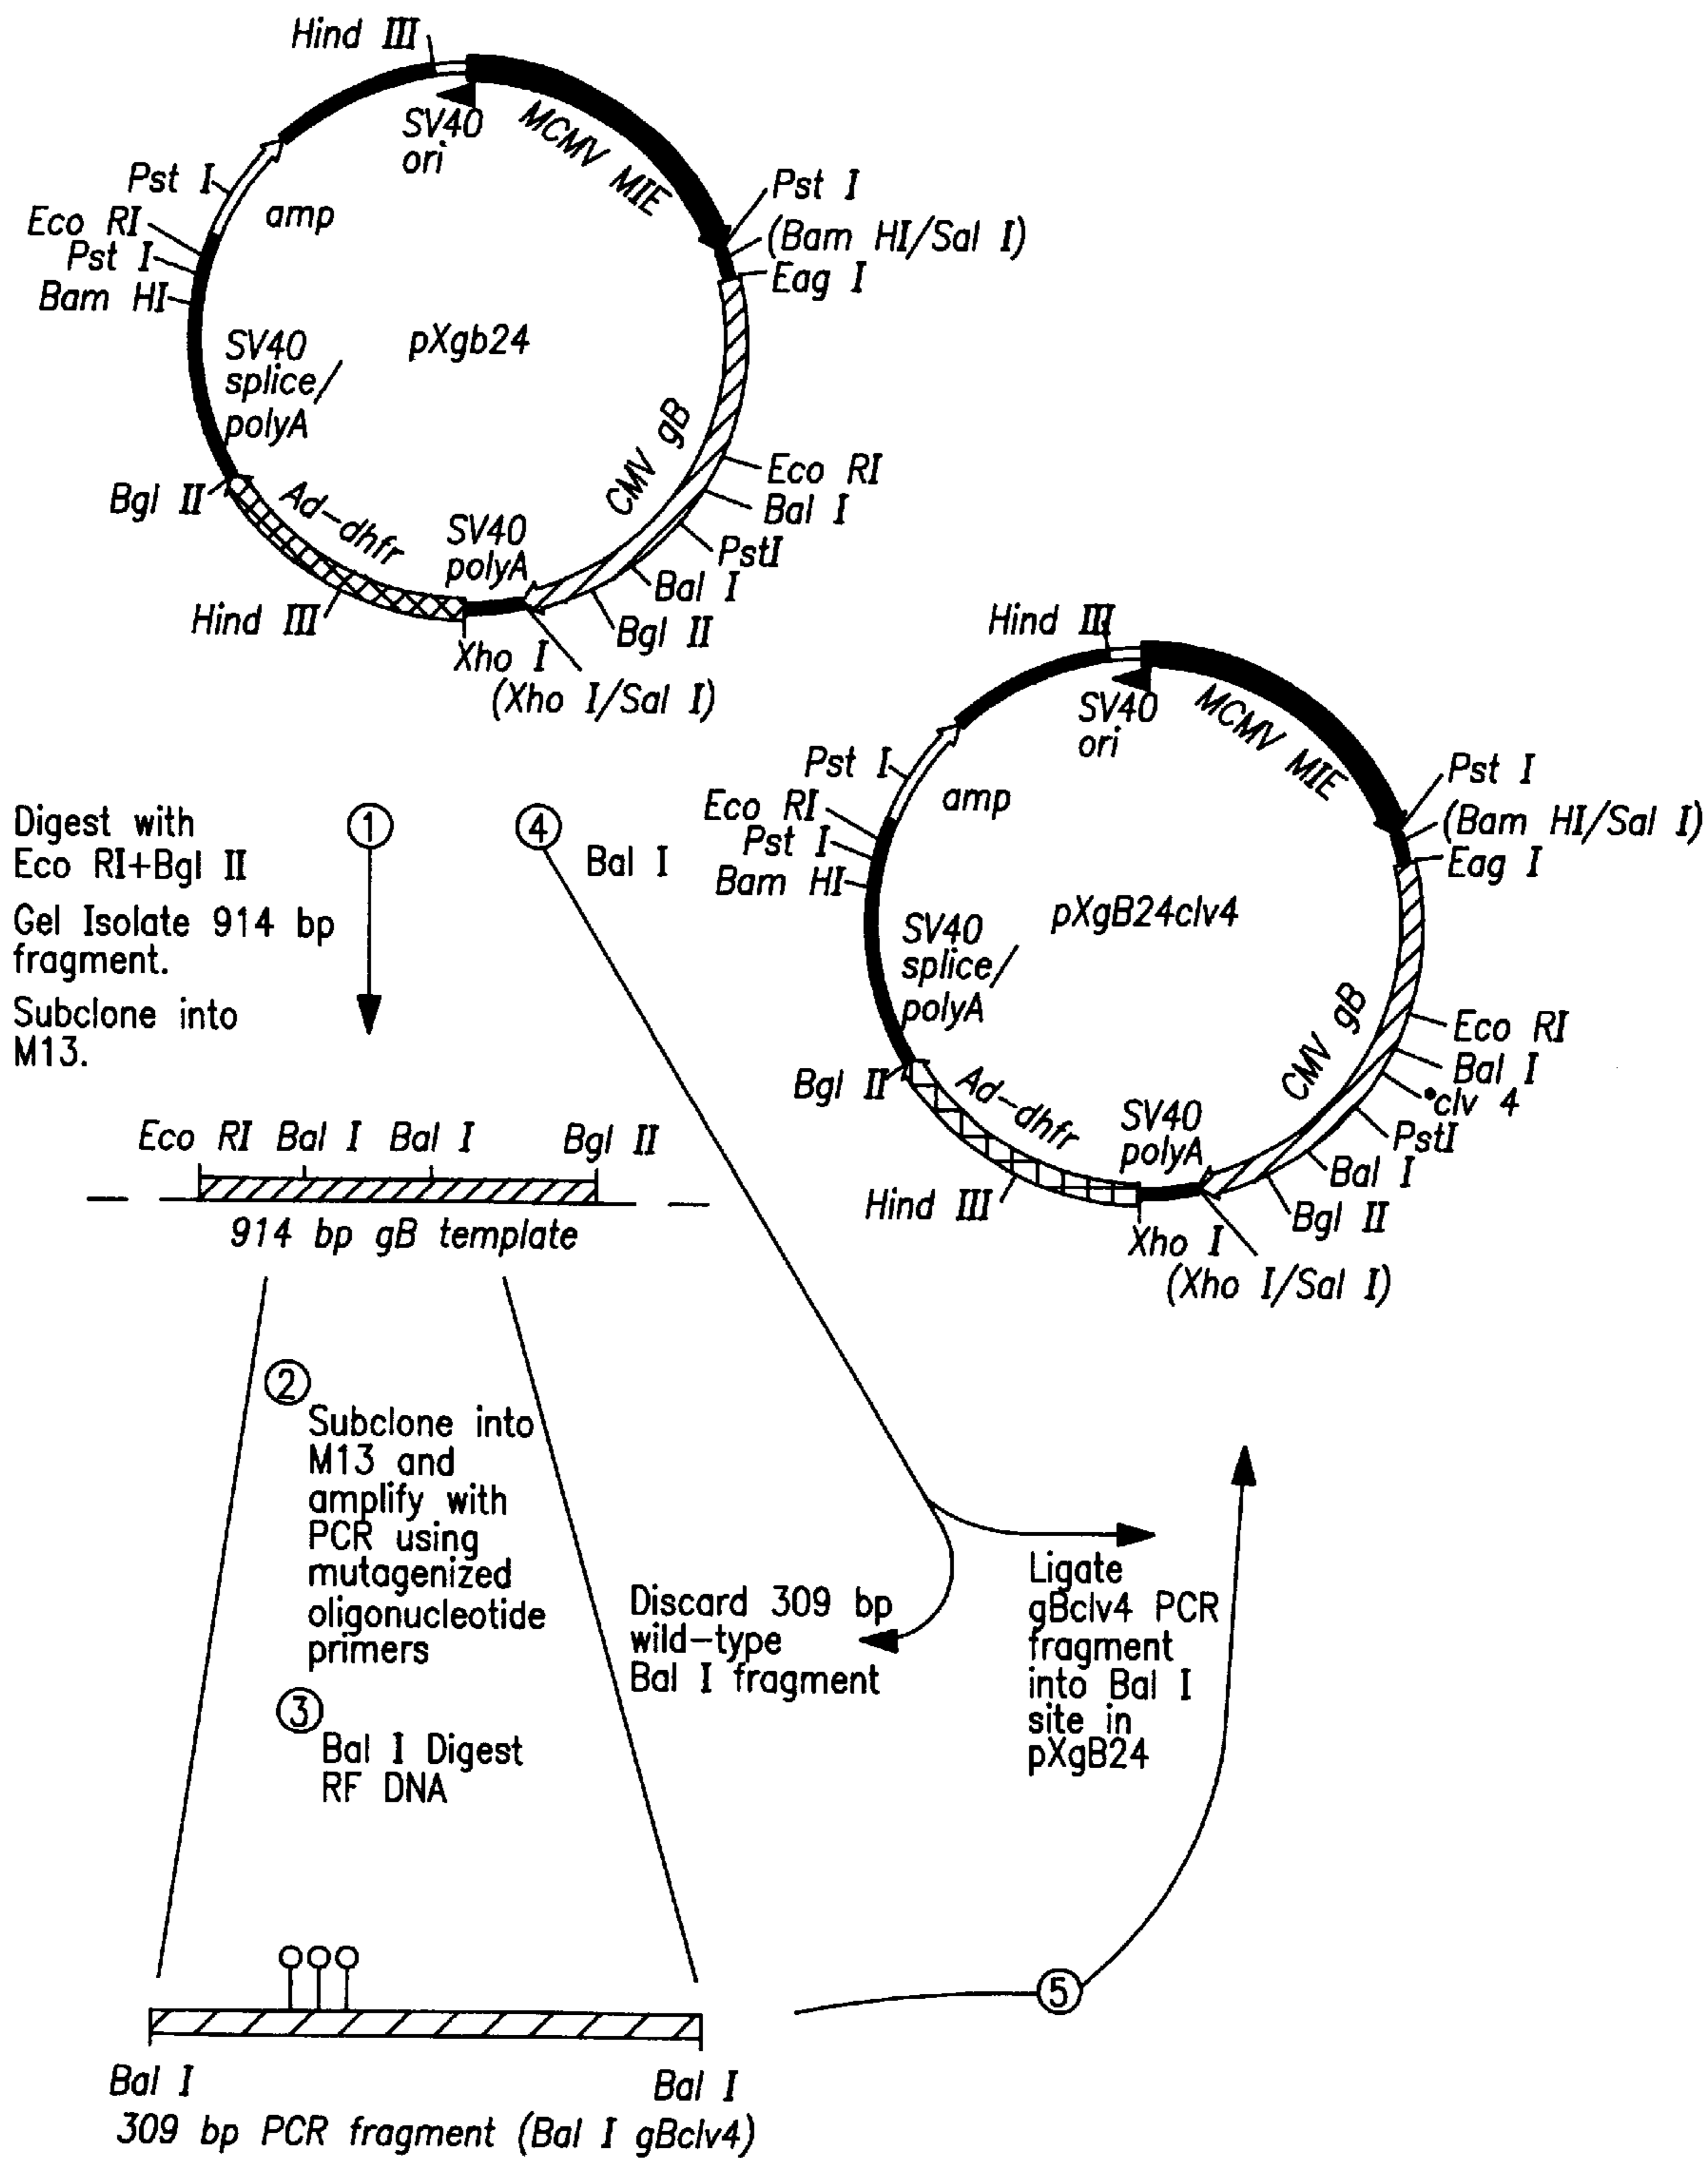 Hind III
SV40
ori
MCMV MIE
Pst I
(Bam HI/Sal I)
Eag I
Pst I
amp
Eco RI
Pst I
Bam HI
SV40
splice/
polyA
pXgb24
CMV gB
Eco RI
Bal I
PstI
Bal I
Bgl II
Bgl II
Ad-dhfr
SV40
polyA
Hind III
Xho I
(Xho I/Sal I)
Hind III
SV40
ori
MCMV MIE
Pst I
(Bam HI/Sal I)
Eag I
Pst I
amp
Eco RI
Pst I
Bam HI
SV40
splice/
polyA
pXgB24clv4
CMV gB
Eco RI
Bal I
•clv 4
PstI
Bal I
Bgl II
Bgl II
Ad-dhfr
SV40
polyA
Hind III
Xho I
(Xho I/Sal I)
Digest with
Eco RI+Bgl II
Gel Isolate 914 bp
fragment.
Subclone into
M13.
1
4
Bal I
Eco RI Bal I Bal I Bgl II
914 bp gB template
2
Subclone into
M13 and
amplify with
PCR using
mutagenized
oligonucleotide
primers
3
Bal I Digest
RF DNA
Discard 309 bp
wild-type
Bal I fragment
Ligate
gBclv4 PCR
fragment
into Bal I
site in
pXgB24
5
Bal I Bal I
309 bp PCR fragment (Bal I gBclv4)